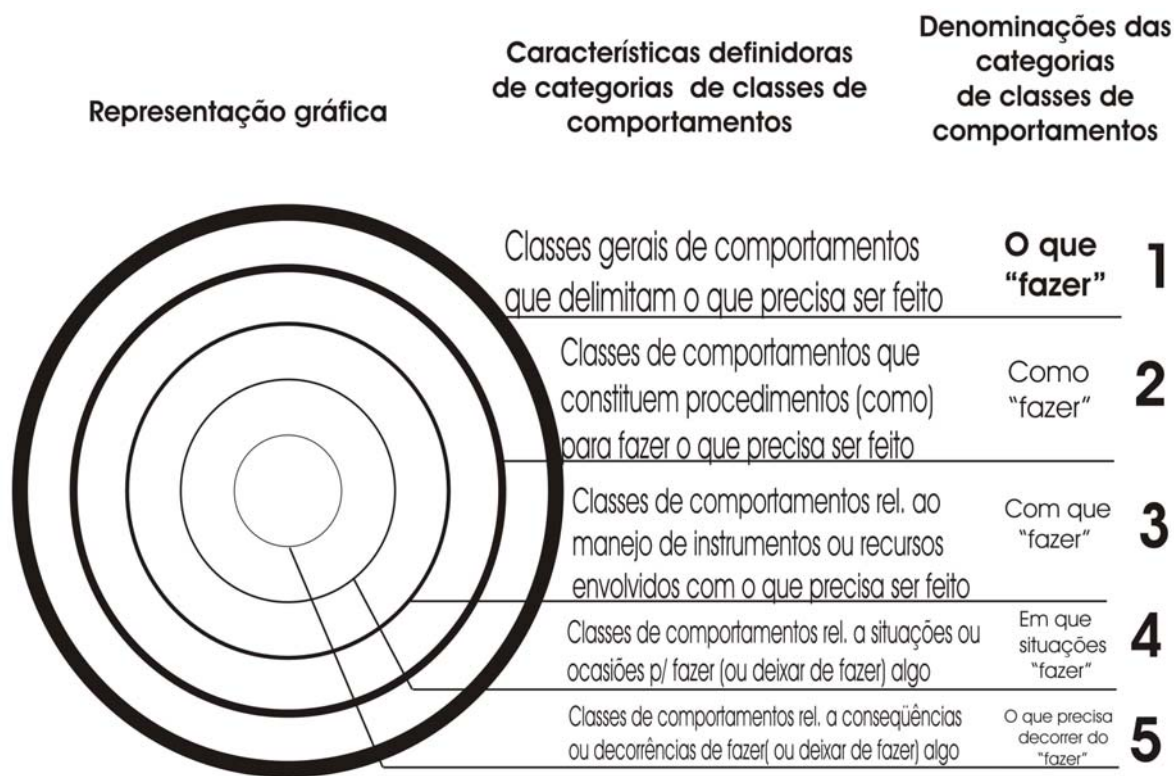 Representação gráfica
Características definidoras
de categorias de classes de
comportamentos
Denominações das
categorias
de classes de
comportamentos
Classes gerais de comportamentos
que delimitam o que precisa ser feito
O que
“fazer”
1
Classes de comportamentos que
constituem procedimentos (como)
para fazer o que precisa ser feito
Como
“fazer”
2
Classes de comportamentos rel. ao
manejo de instrumentos ou recursos
envolvidos com o que precisa ser feito
Com que
“fazer”
3
Classes de comportamentos rel. a situações ou
ocasiões p/ fazer (ou deixar de fazer) algo
Em que
situações
“fazer”
4
Classes de comportamentos rel. a conseqüências
ou decorrências de fazer( ou deixar de fazer) algo
O que precisa
decorrer do
“fazer”
5